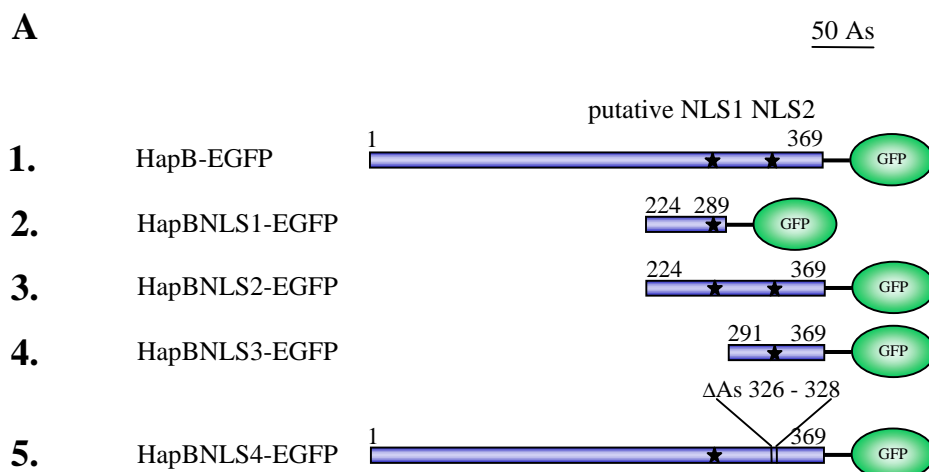 A
50 As
putative NLS1 NLS2
1 369
1. HapB-EGFP GFP
224 289
2. HapBNLS1-EGFP GFP
224 369
3. HapBNLS2-EGFP GFP
291 369
4. HapBNLS3-EGFP GFP
ΔAs 326 - 328
1 369
5. HapBNLS4-EGFP GFP